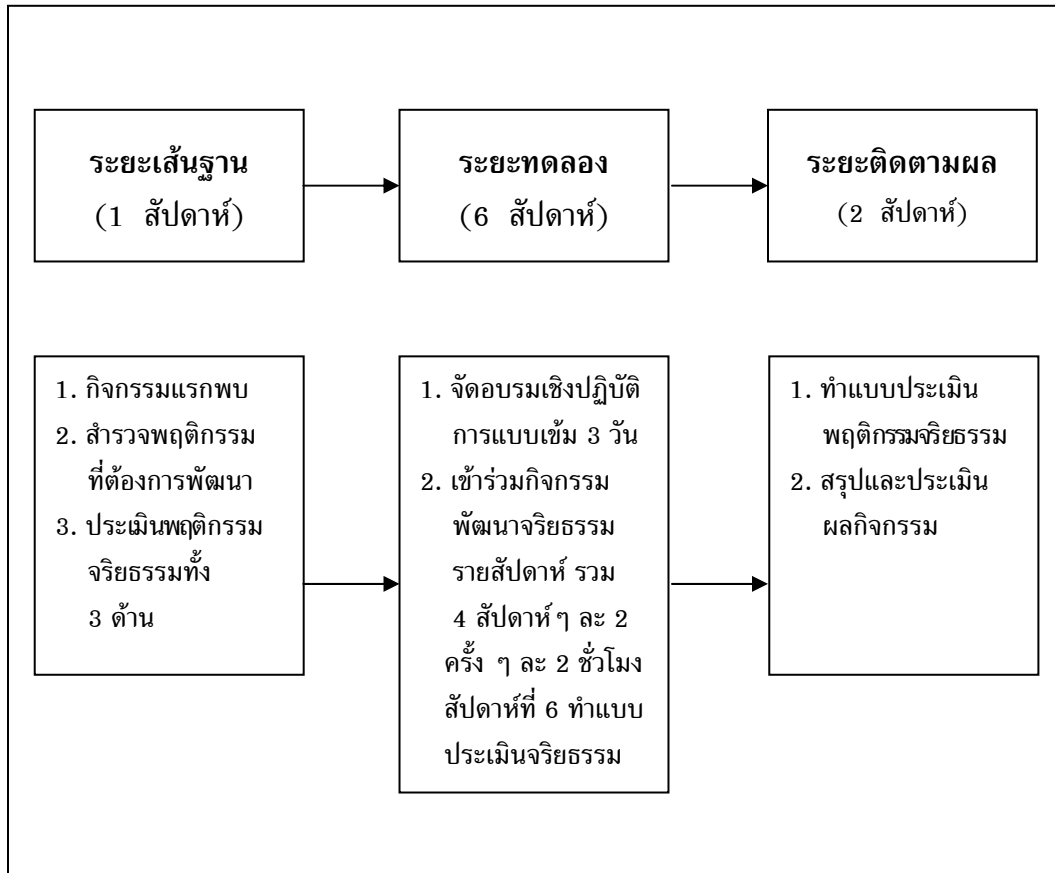 ระยะเส้นฐาน
(1 สัปดาห์)
ระยะทดลอง
(6 สัปดาห์)
ระยะติดตามผล
(2 สัปดาห์)
1. กิจกรรมแรกพบ
2. สำรวจพฤติกรรม
ที่ต้องการพัฒนา
3. ประเมินพฤติกรรม
จริยธรรมทั้ง
3 ด้าน
1. จัดอบรมเชิงปฏิบัติ
การแบบเข้ม 3 วัน
2. เข้าร่วมกิจกรรม
พัฒนาจริยธรรม
รายสัปดาห์ รวม
4 สัปดาห์ ๆ ละ 2
ครั้ง ๆ ละ 2 ชั่วโมง
สัปดาห์ที่ 6 ทำแบบ
ประเมินจริยธรรม
1. ทำแบบประเมิน
พฤติกรรมจริยธรรม
2. สรุปและประเมิน
ผลกิจกรรม